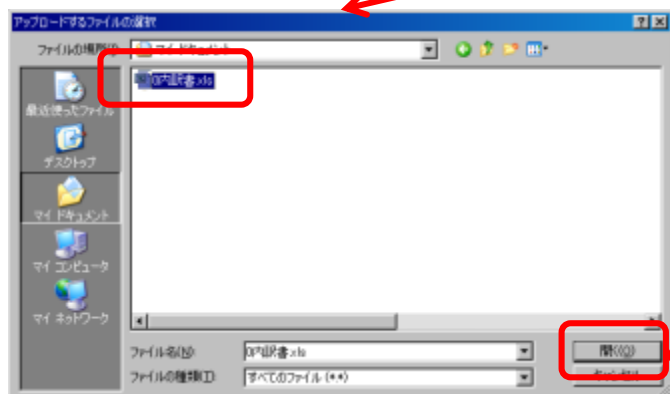 アップロードするファイルの選択
ファイルの場所(I):
マイ ドキュメント
内訳書.xls
最近使ったファイル
デスクトップ
マイ ドキュメント
マイ コンピュータ
マイ ネットワーク
ファイル名(N):
内訳書.xls
開く(O)
ファイルの種類(T):
すべてのファイル (*.*)
キャンセル